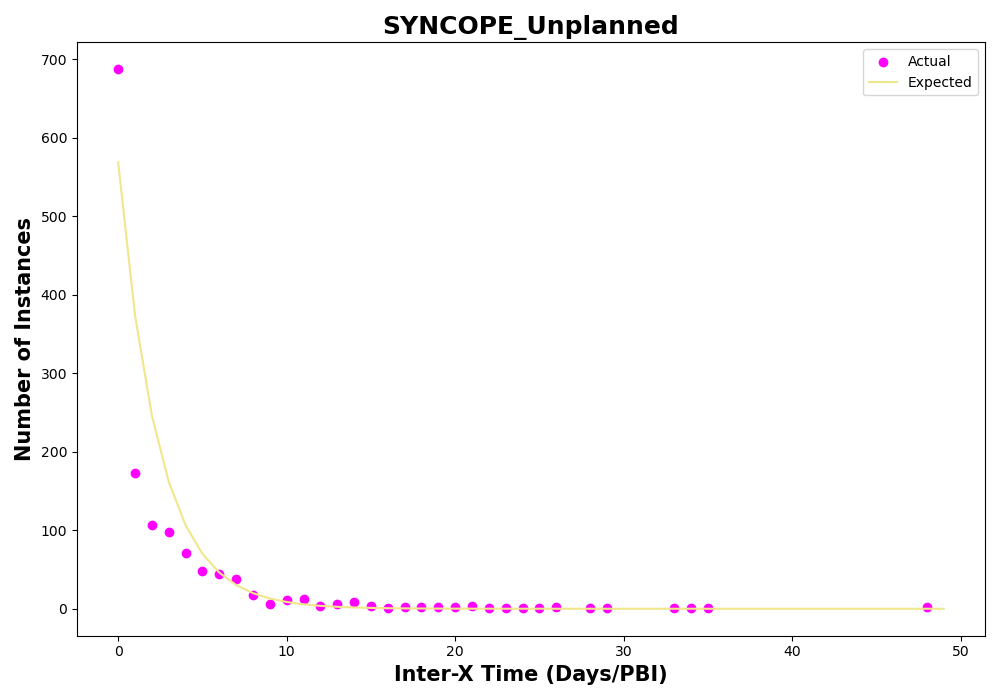 SYNCOPE_Unplanned
Actual
Expected
700
600
500
400
300
200
100
0
Number of Instances
0 10 20 30 40 50
Inter-X Time (Days/PBI)